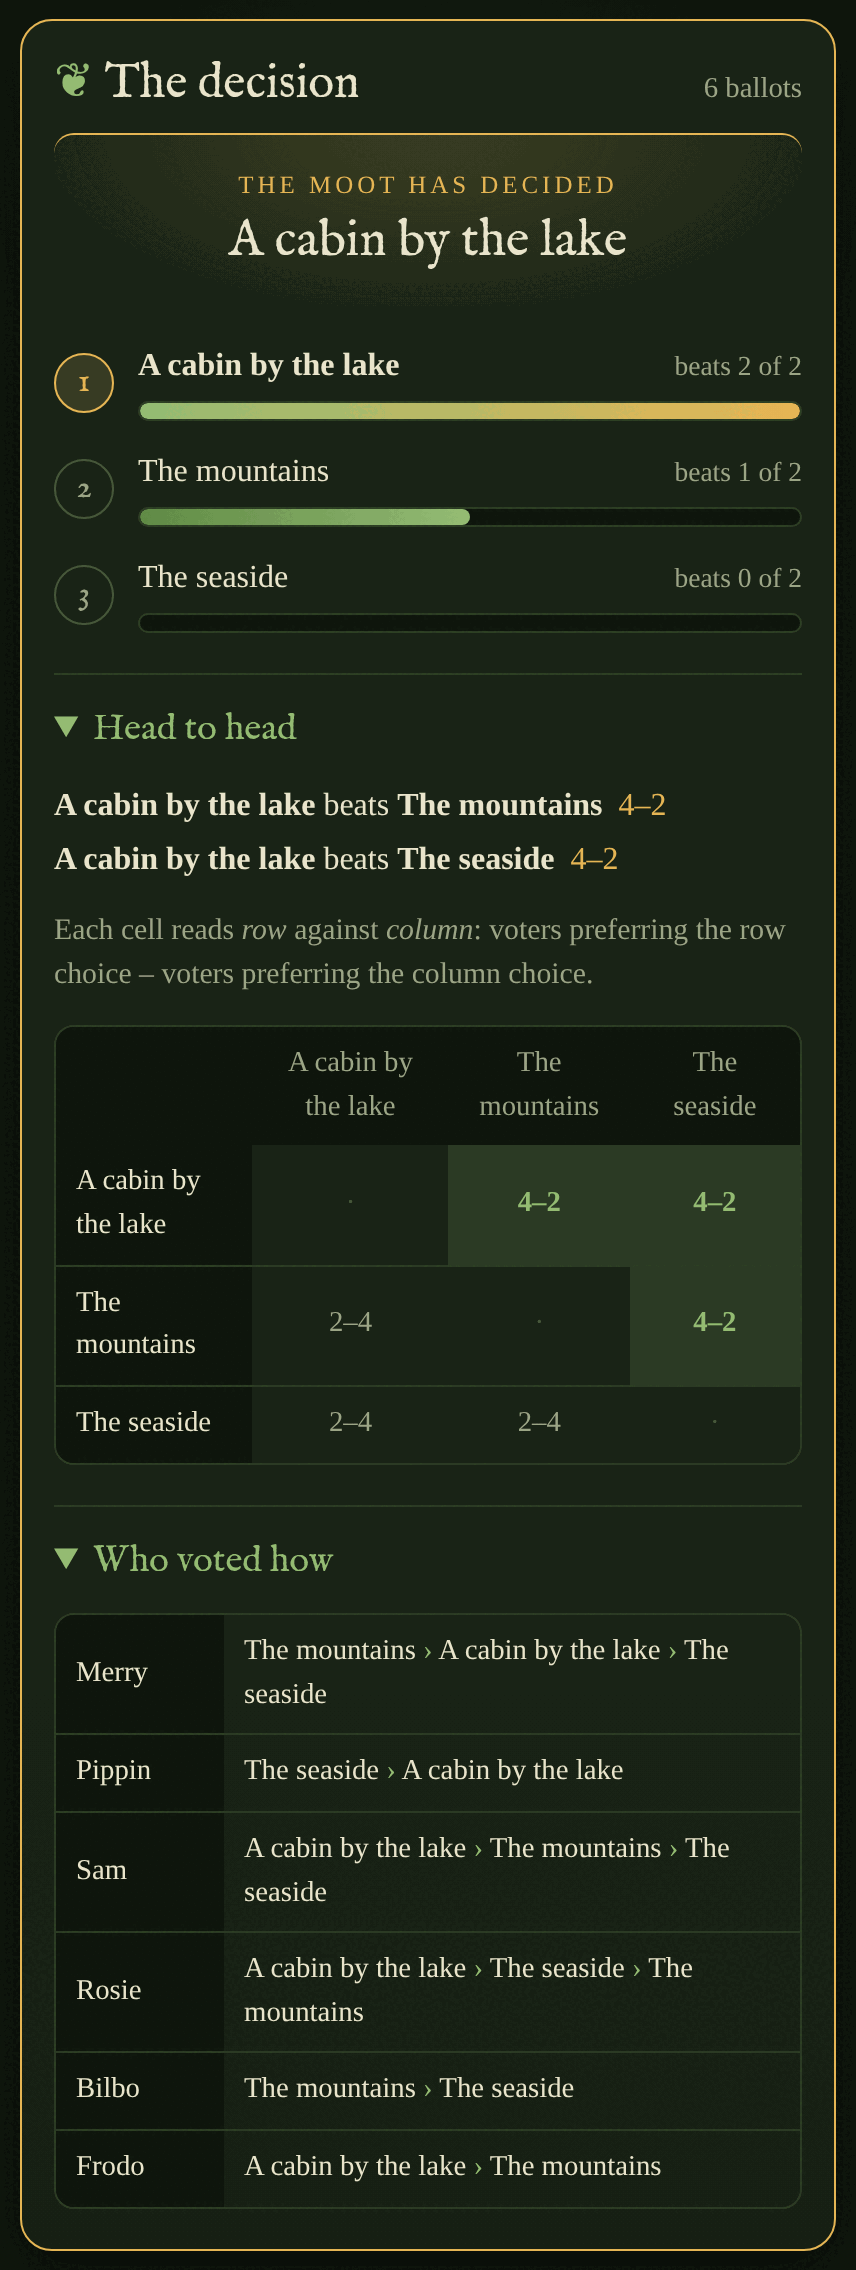 ❦ The decision
6 ballots
THE MOOT HAS DECIDED
A cabin by the lake
1
A cabin by the lake
beats 2 of 2
2
The mountains
beats 1 of 2
3
The seaside
beats 0 of 2
▼ Head to head
A cabin by the lake beats The mountains 4–2
A cabin by the lake beats The seaside 4–2
Each cell reads row against column: voters preferring the row
choice – voters preferring the column choice.
A cabin by
the lake
The
mountains
The
seaside
A cabin by
the lake
·
4–2
4–2
The
mountains
2–4
·
4–2
The seaside
2–4
2–4
·
▼ Who voted how
Merry
The mountains › A cabin by the lake › The
seaside
Pippin
The seaside › A cabin by the lake
Sam
A cabin by the lake › The mountains › The
seaside
Rosie
A cabin by the lake › The seaside › The
mountains
Bilbo
The mountains › The seaside
Frodo
A cabin by the lake › The mountains